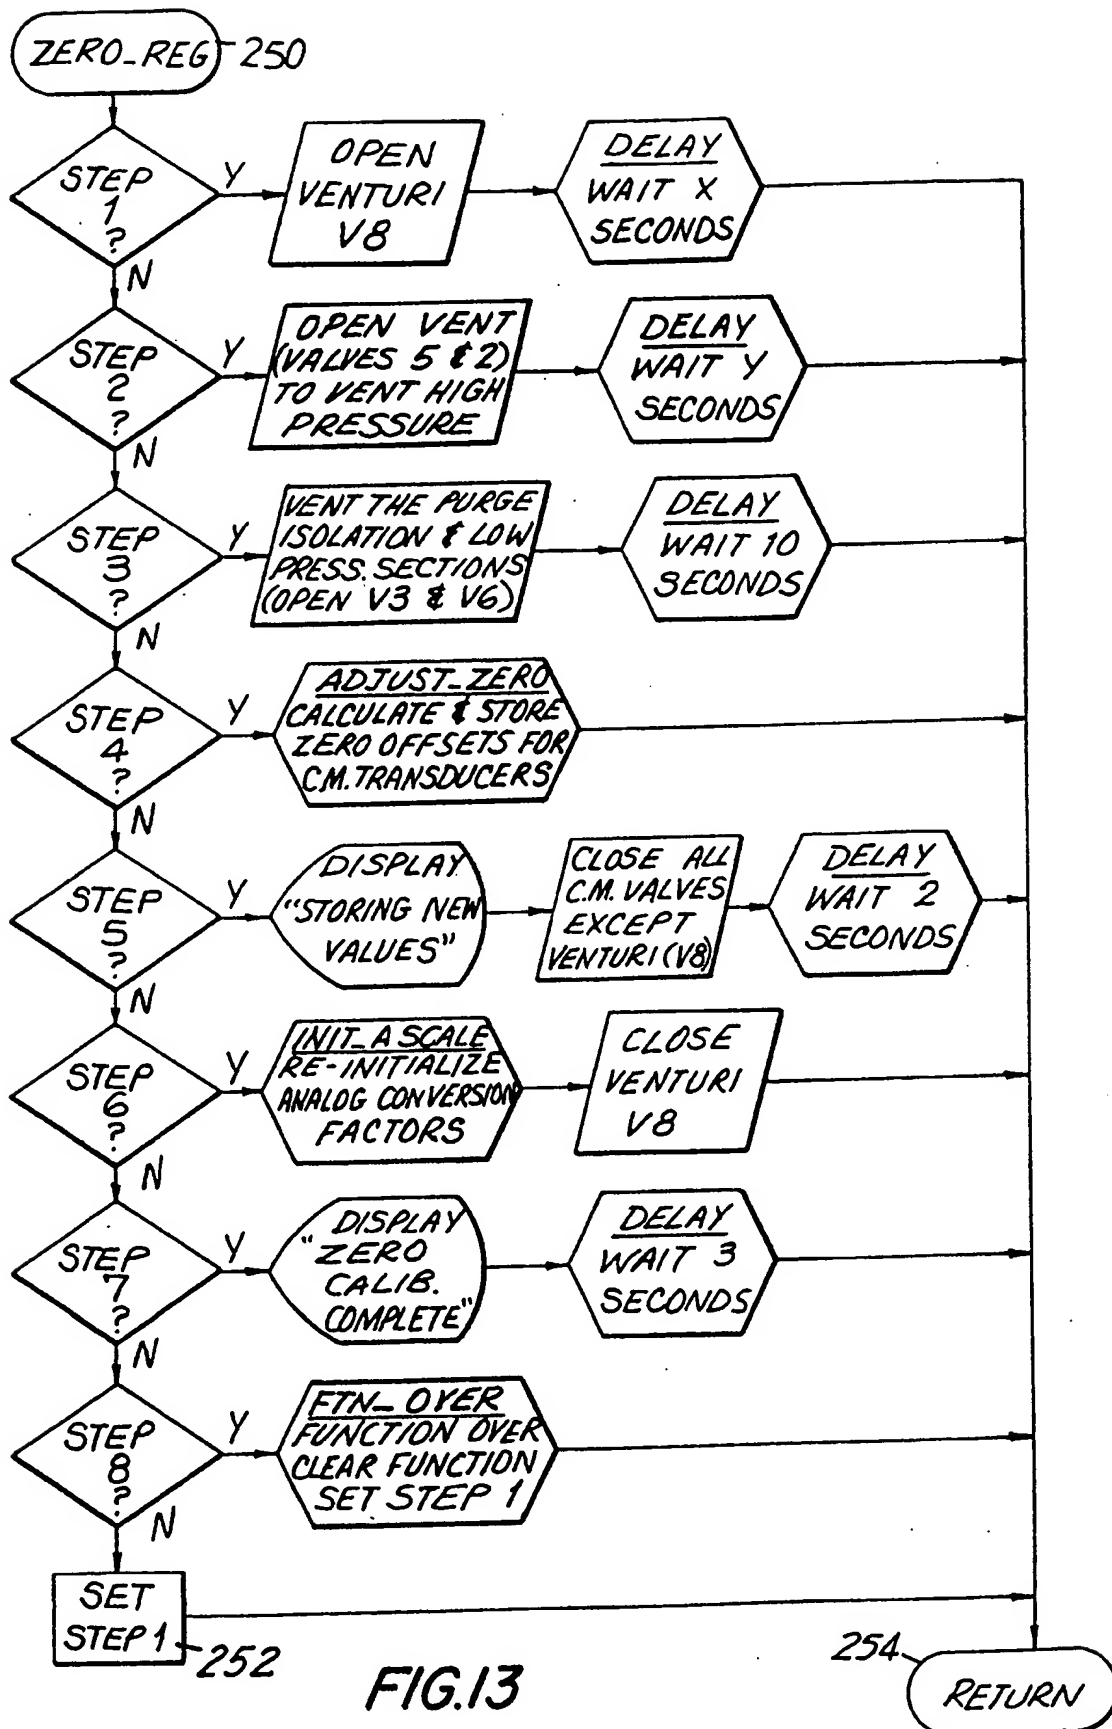 ZERO_REG 250
STEP
1
?
Y
N
OPEN
VENTURI
V8
DELAY
WAIT X
SECONDS
STEP
2
?
Y
N
OPEN VENT
(VALVES 5 & 2)
TO VENT HIGH
PRESSURE
DELAY
WAIT Y
SECONDS
STEP
3
?
Y
N
VENT THE PURGE
ISOLATION & LOW
PRESS. SECTIONS
(OPEN V3 & V6)
DELAY
WAIT 10
SECONDS
STEP
4
?
Y
N
ADJUST_ZERO
CALCULATE & STORE
ZERO OFFSETS FOR
C.M. TRANSDUCERS
STEP
5
?
Y
N
DISPLAY
"STORING NEW
VALUES"
CLOSE ALL
C.M. VALVES
EXCEPT
VENTURI (V8)
DELAY
WAIT 2
SECONDS
STEP
6
?
Y
N
INIT_A SCALE
RE-INITIALIZE
ANALOG CONVERSION
FACTORS
CLOSE
VENTURI
V8
STEP
7
?
Y
N
DISPLAY
"ZERO
CALIB.
COMPLETE"
DELAY
WAIT 3
SECONDS
STEP
8
?
Y
N
FTN_OVER
FUNCTION OVER
CLEAR FUNCTION
SET STEP 1
SET
STEP 1
252
254
RETURN
FIG.13